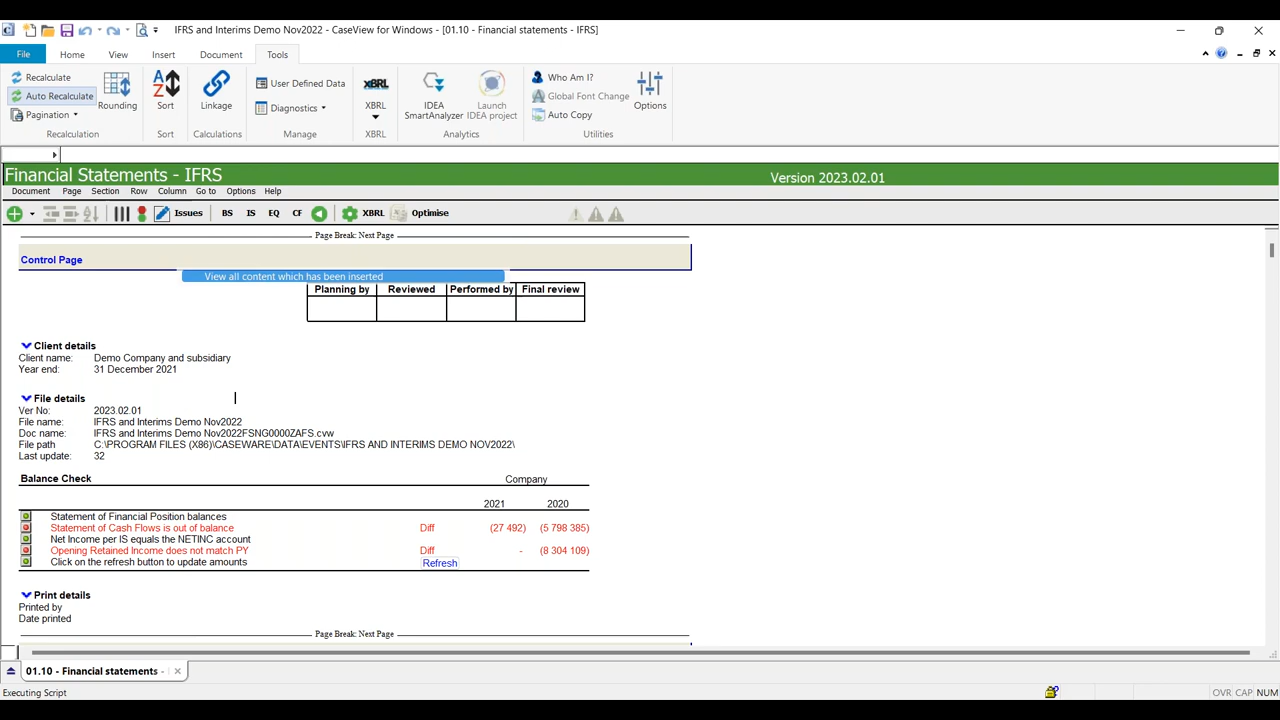 IFRS and Interims Demo Nov2022 - CaseView for Windows - [01.10 - Financial statements - IFRS]
File Home View Insert Document Tools
Recalculate
Auto Recalculate
Pagination
Rounding
Sort
Linkage
User Defined Data
Diagnostics
XBRL
XBRL
IDEA SmartAnalyzer
Launch IDEA project
Who Am I?
Global Font Change
Auto Copy
Options
Recalculation Sort Calculations Manage XBRL Analytics Utilities
Financial Statements - IFRS Version 2023.02.01
Document Page Section Row Column Go to Options Help
Issues BS IS EQ CF XBRL Optimise
Page Break: Next Page
Control Page
View all content which has been inserted
Planning by Reviewed Performed by Final review
Client details
Client name: Demo Company and subsidiary
Year end: 31 December 2021
File details
Ver No: 2023.02.01
File name: IFRS and Interims Demo Nov2022
Doc name: IFRS and Interims Demo Nov2022FSNG0000ZAFS.cvw
File path C:\PROGRAM FILES (X86)\CASEWARE\DATA\EVENTS\IFRS AND INTERIMS DEMO NOV2022\
Last update: 32
Balance Check Company
2021 2020
Statement of Financial Position balances
Statement of Cash Flows is out of balance Diff (27 492) (5 798 385)
Net Income per IS equals the NETINC account
Opening Retained Income does not match PY Diff - (8 304 109)
Click on the refresh button to update amounts Refresh
Print details
Printed by
Date printed
Page Break: Next Page
01.10 - Financial statements -
Executing Script OVR CAP NUM